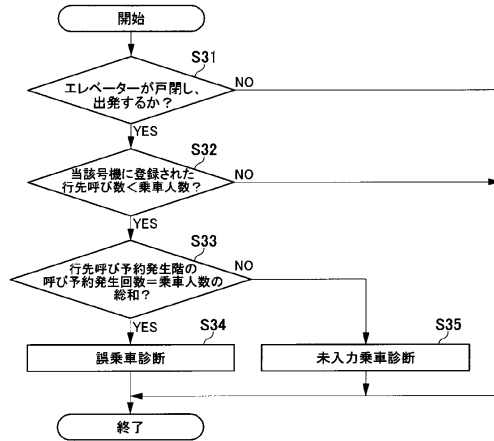 開始
S31
エレベーターが戸閉し、
出発するか？
NO
YES
S32
当該号機に登録された
行先呼び数＜乗車人数？
NO
YES
S33
行先呼び予約発生階の
呼び予約発生回数＝乗車人数の
総和？
NO
YES
S34
誤乗車診断
S35
未入力乗車診断
終了